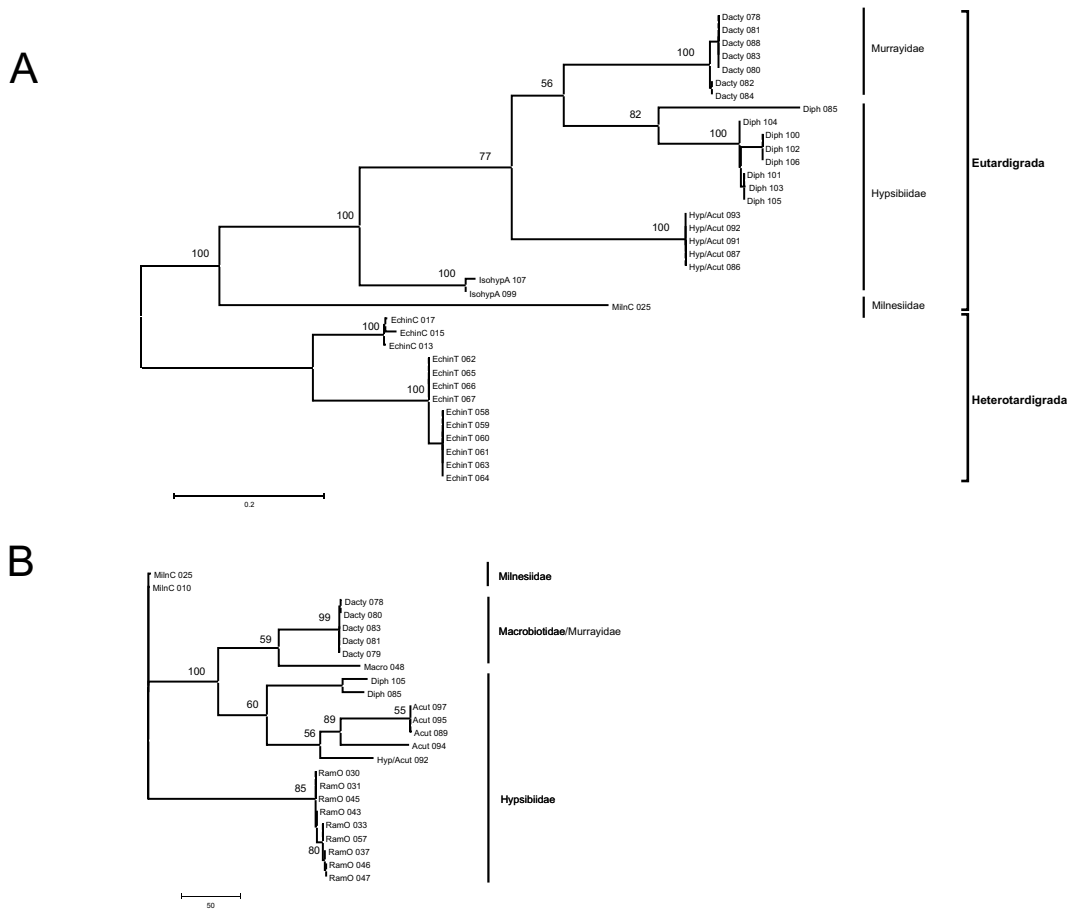 A
Dacty 078
Dacty 081
Dacty 088
Dacty 083
Dacty 080
Dacty 082
Dacty 084
100
Murrayidae
56
Diph 085
82
Diph 104
100
Diph 100
Diph 102
Diph 106
Diph 101
Diph 103
Diph 105
Hypsibiidae
Eutardigrada
77
Hyp/Acut 093
Hyp/Acut 092
Hyp/Acut 091
Hyp/Acut 087
Hyp/Acut 086
100
100
100
100
IsohypA 107
IsohypA 099
MilnC 025
Milnesiidae
EchinC 017
EchinC 015
EchinC 013
100
EchinT 062
EchinT 065
EchinT 066
EchinT 067
100
EchinT 058
EchinT 059
EchinT 060
EchinT 061
EchinT 063
EchinT 064
Heterotardigrada
0.2
B
MilnC 025
MilnC 010
Milnesiidae
Dacty 078
Dacty 080
Dacty 083
Dacty 081
Dacty 079
99
59
Macro 048
Macrobiotidae/Murrayidae
100
Diph 105
Diph 085
60
Acut 097
Acut 095
Acut 089
55
89
Acut 094
56
Hyp/Acut 092
RamO 030
RamO 031
RamO 045
RamO 043
RamO 033
RamO 057
RamO 037
RamO 046
RamO 047
85
80
Hypsibiidae
50